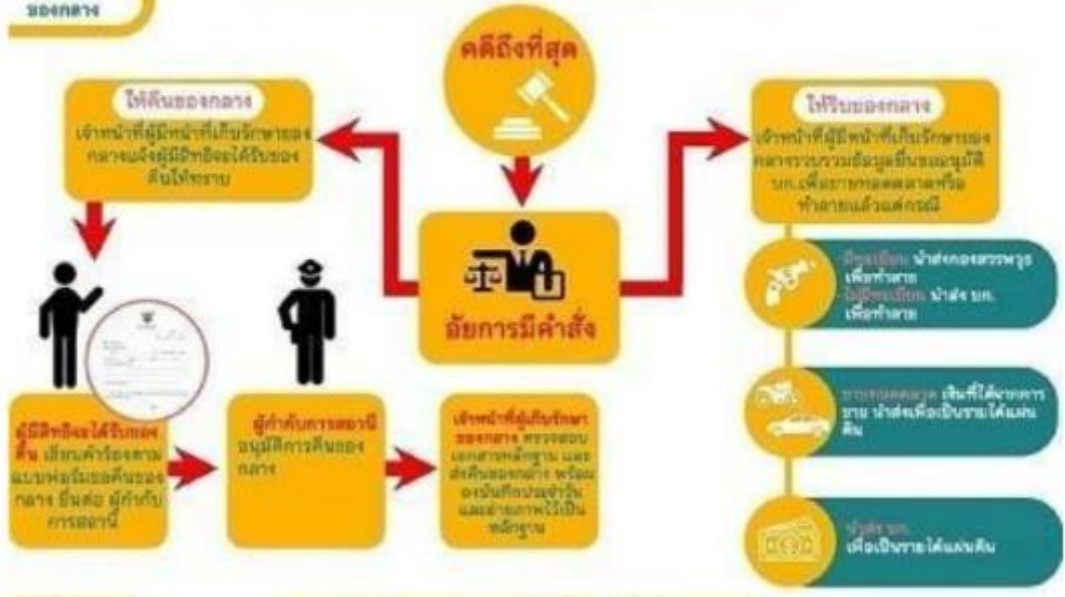 ของกลาง
คดีถึงที่สุด
ให้คืนของกลาง
เจ้าหน้าที่ผู้มีหน้าที่เก็บรักษาของ
กลางแจ้งผู้มีสิทธิจะได้รับของ
คืนให้ทราบ
ให้ริบของกลาง
เจ้าหน้าที่ผู้มีหน้าที่เก็บรักษาของ
กลางรวบรวมข้อมูลยื่นขออนุมัติ
บก.เพื่อขายทอดตลาดหรือ
ทำลายแล้วแต่กรณี
อัยการมีคำสั่ง
มีทะเบียน นำส่งกองสรรพาวุธ
เพื่อทำลาย
ไม่มีทะเบียน นำส่ง บก.
เพื่อทำลาย
ขายทอดตลาด เงินที่ได้จากการ
ขาย นำส่งเพื่อเป็นรายได้แผ่น
ดิน
นำส่ง บก.
เพื่อเป็นรายได้แผ่นดิน
ผู้มีสิทธิจะได้รับของ
คืน เขียนคำร้องตาม
แบบฟอร์มขอคืนของ
กลาง ยื่นต่อ ผู้กำกับ
การสถานี
ผู้กำกับการสถานี
อนุมัติการคืนของ
กลาง
เจ้าหน้าที่ผู้เก็บรักษา
ของกลาง ตรวจสอบ
เอกสารหลักฐาน และ
ส่งคืนของกลาง พร้อม
ลงบันทึกประจำวัน
และถ่ายภาพไว้เป็น
หลักฐาน